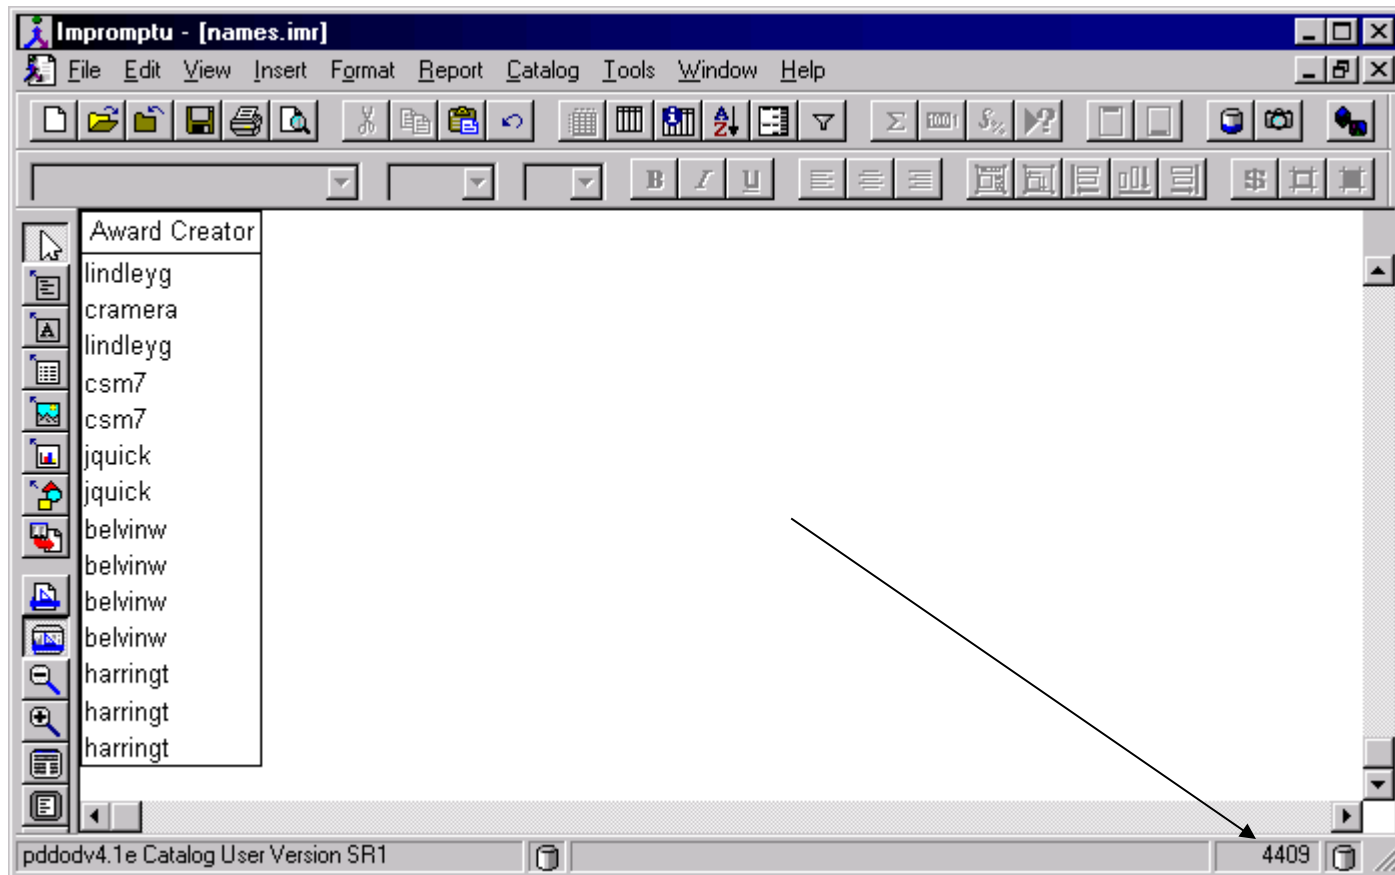 Impromptu - [names.imr]
File Edit View Insert Format Report Catalog Tools Window Help
B I U
Award Creator
lindleyg
cramera
lindleyg
csm7
csm7
jquick
jquick
belvinw
belvinw
belvinw
belvinw
harringt
harringt
harringt
pddodv4.1e Catalog User Version SR1 4409